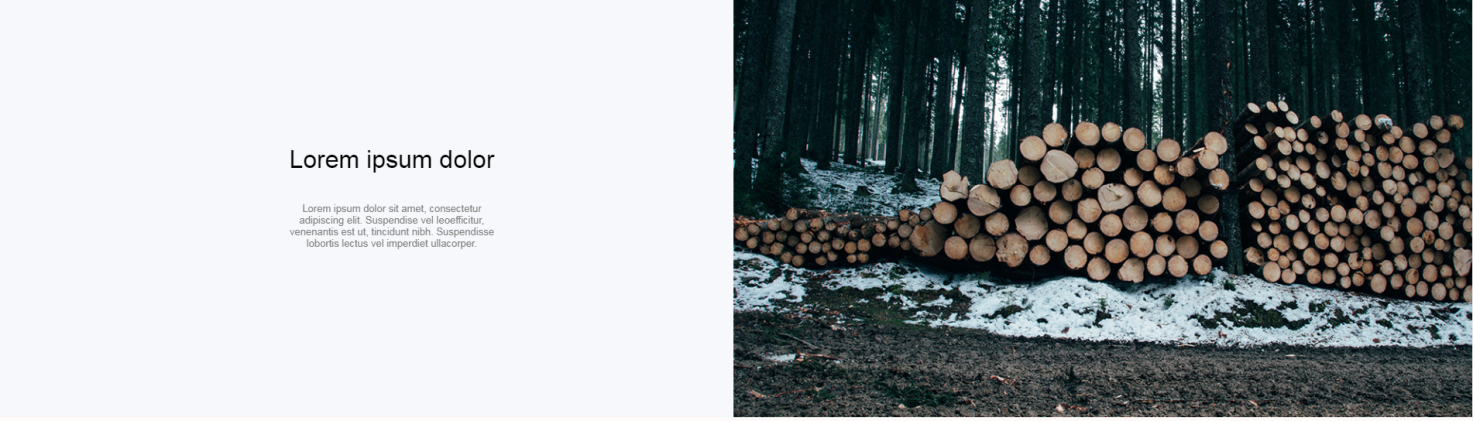 Lorem ipsum dolor
Lorem ipsum dolor sit amet, consectetur
adipiscing elit. Suspendise vel leoefficitur,
venenantis est ut, tincidunt nibh. Suspendisse
lobortis lectus vel imperdiet ullacorper.